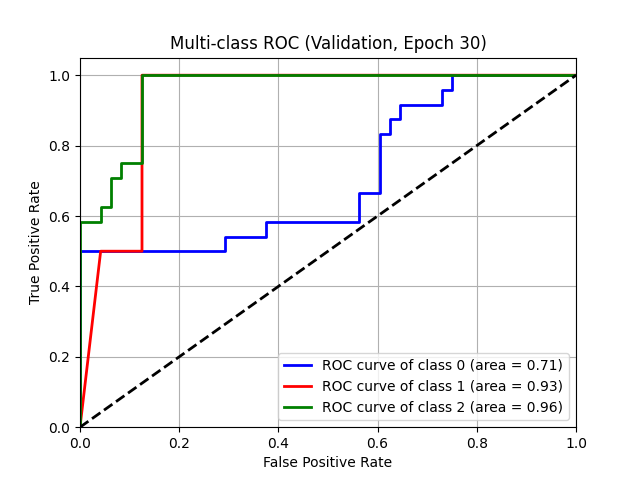 Multi-class ROC (Validation, Epoch 30)
1.0
0.8
0.6
0.4
0.2
0.0
True Positive Rate
ROC curve of class 0 (area = 0.71)
ROC curve of class 1 (area = 0.93)
ROC curve of class 2 (area = 0.96)
0.0 0.2 0.4 0.6 0.8 1.0
False Positive Rate